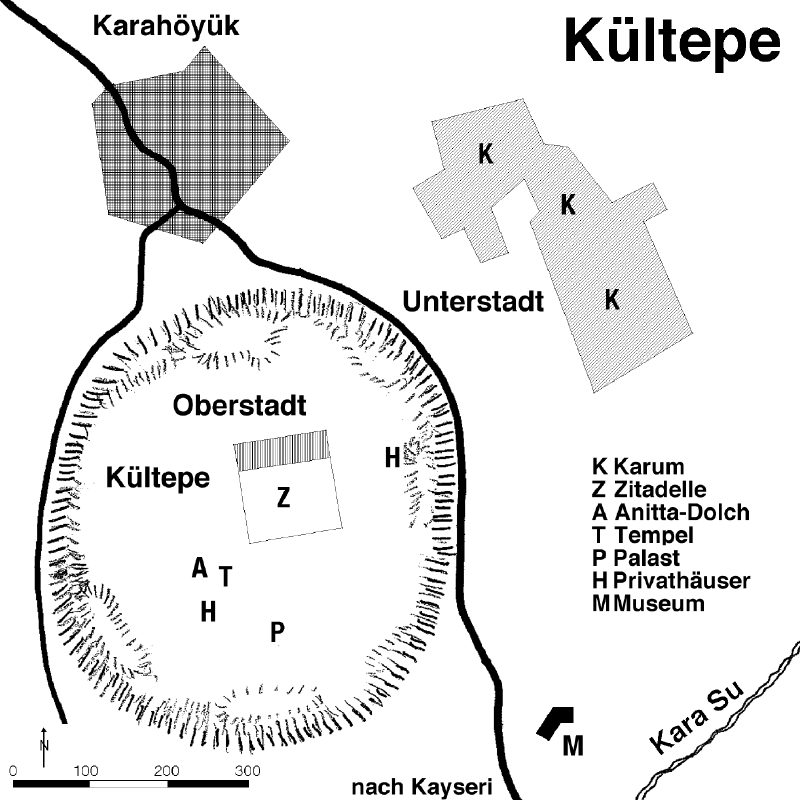 Karahöyük
Kültepe
K
K
K
Unterstadt
Oberstadt
H
Kültepe
Z
A T
H
P
K Karum
Z Zitadelle
A Anitta-Dolch
T Tempel
P Palast
H Privathäuser
M Museum
Kara Su
M
N
0 100 200 300
nach Kayseri